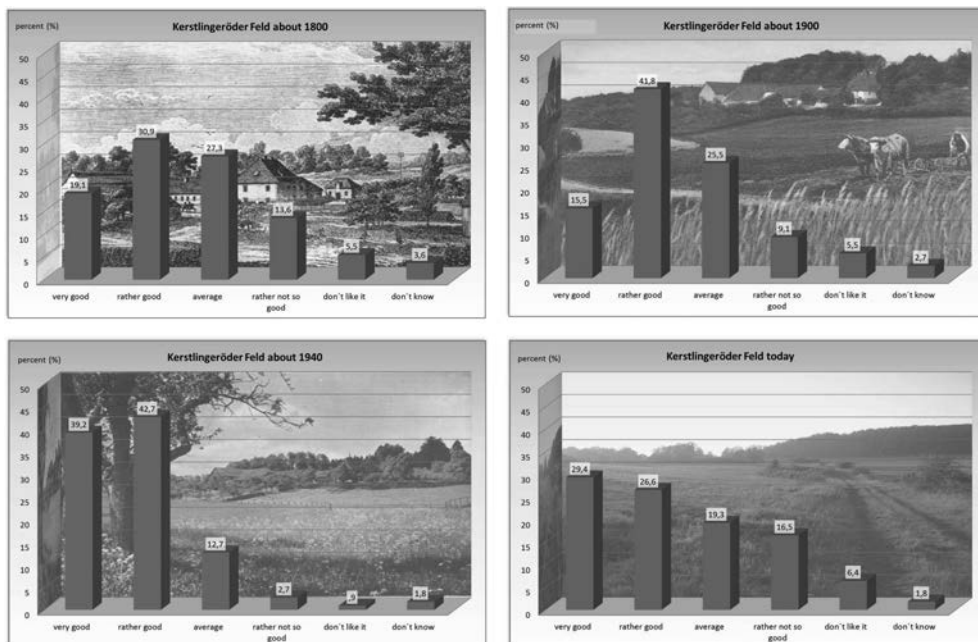 percent (%)
Kerstlingeröder Feld about 1800
50
45
40
35
30
25
20
15
10
5
0
19,1
30,9
27,3
13,6
5,5
3,6
very good
rather good
average
rather not so
good
don´t like it
don´t know
percent (%)
Kerstlingeröder Feld about 1900
50
45
40
35
30
25
20
15
10
5
0
15,5
41,8
25,5
9,1
5,5
2,7
very good
rather good
average
rather not so
good
don´t like it
don´t know
percent (%)
Kerstlingeröder Feld about 1940
50
45
40
35
30
25
20
15
10
5
0
39,2
42,7
12,7
2,7
,9
1,8
very good
rather good
average
rather not so
good
don´t like it
don´t know
percent (%)
Kerstlingeröder Feld today
50
45
40
35
30
25
20
15
10
5
0
29,4
26,6
19,3
16,5
6,4
1,8
very good
rather good
average
rather not so
good
don´t like it
don´t know